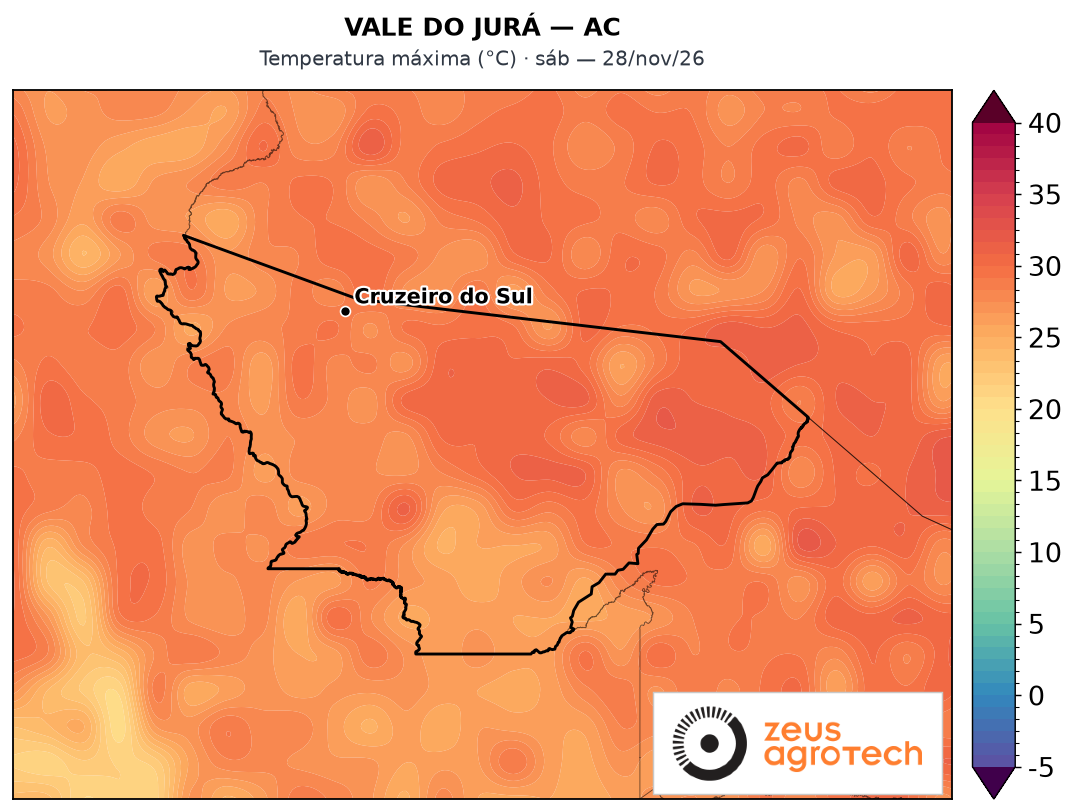 VALE DO JURÁ — AC
Temperatura máxima (°C) · sáb — 28/nov/26
Cruzeiro do Sul
40
35
30
25
20
15
10
5
0
-5
zeus
agrotech